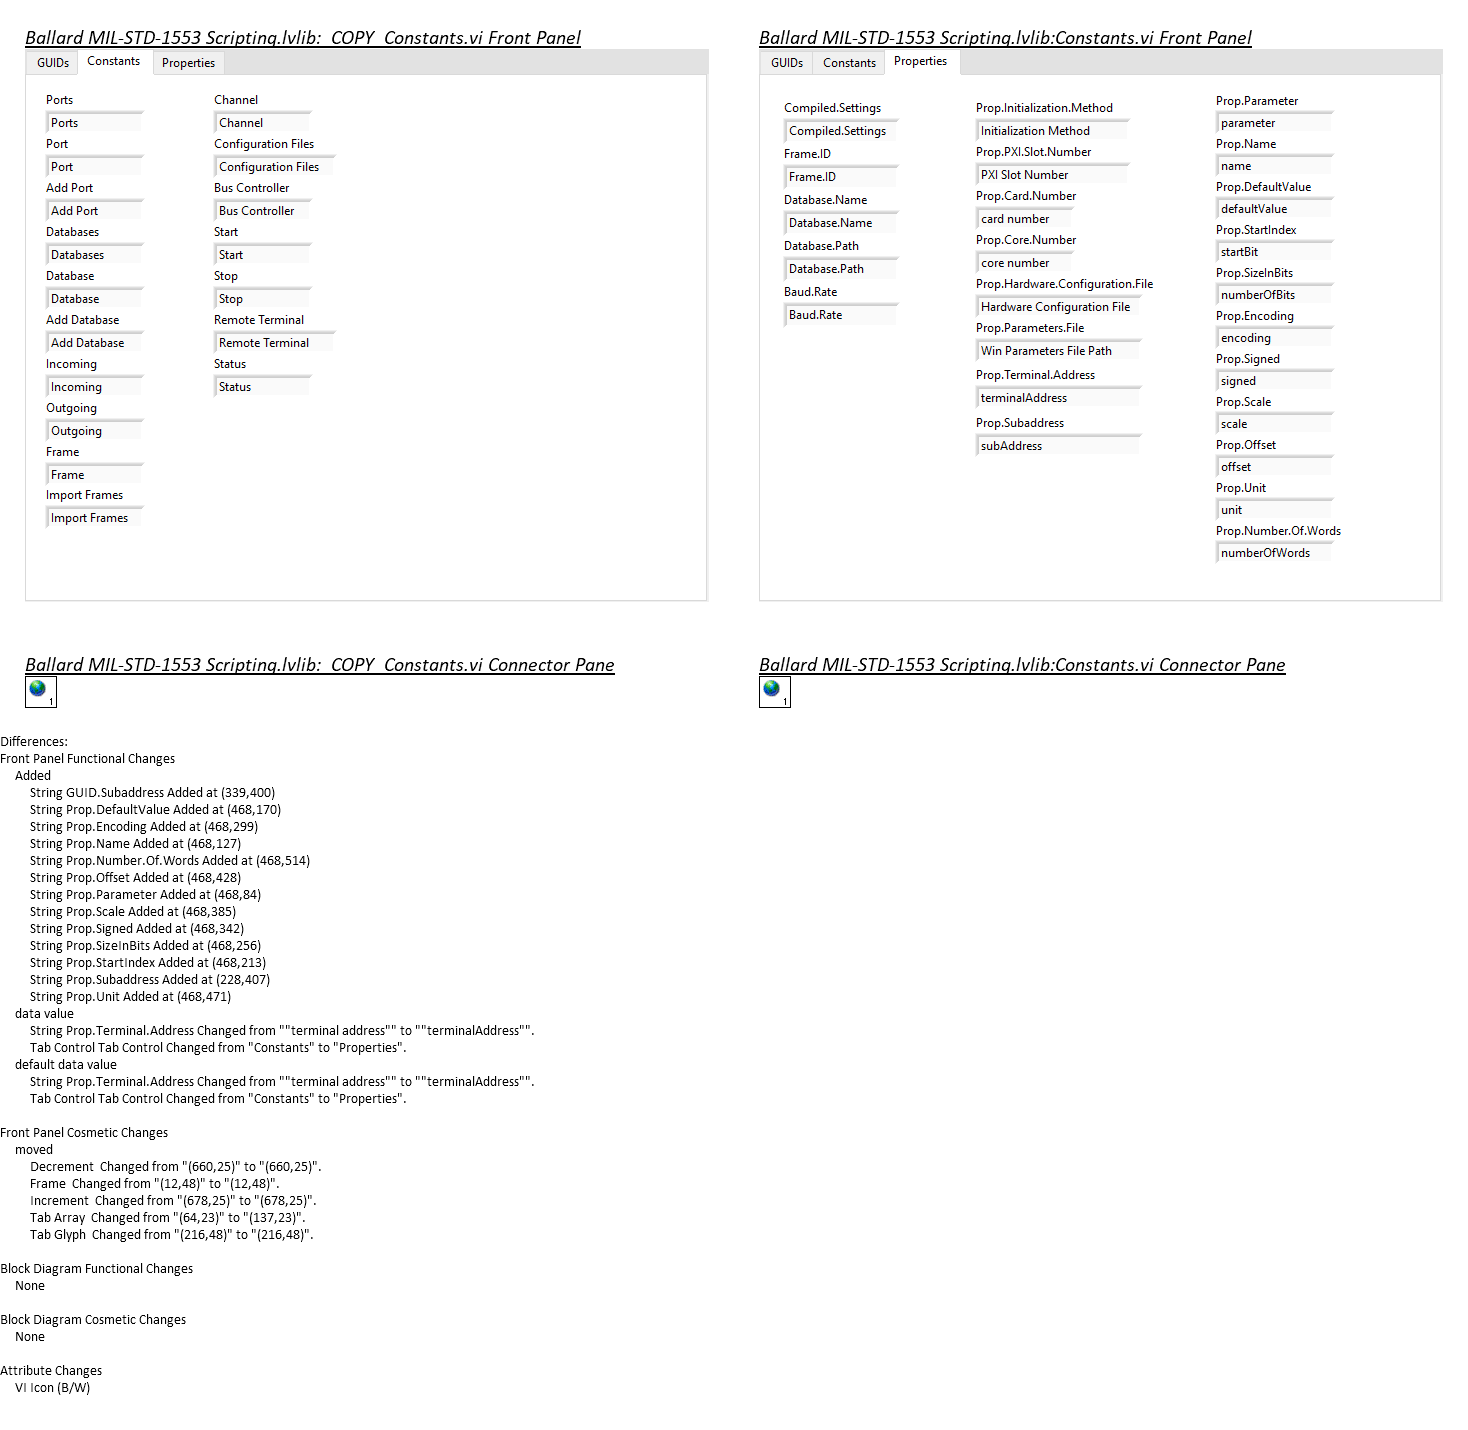 Ballard MIL-STD-1553 Scripting.lvlib:_COPY_Constants.vi Front Panel
GUIDs Constants Properties
Ports
Ports
Port
Port
Add Port
Add Port
Databases
Databases
Database
Database
Add Database
Add Database
Incoming
Incoming
Outgoing
Outgoing
Frame
Frame
Import Frames
Import Frames
Channel
Channel
Configuration Files
Configuration Files
Bus Controller
Bus Controller
Start
Start
Stop
Stop
Remote Terminal
Remote Terminal
Status
Status
Ballard MIL-STD-1553 Scripting.lvlib:Constants.vi Front Panel
GUIDs Constants Properties
Compiled.Settings
Compiled.Settings
Frame.ID
Frame.ID
Database.Name
Database.Name
Database.Path
Database.Path
Baud.Rate
Baud.Rate
Prop.Initialization.Method
Initialization Method
Prop.PXI.Slot.Number
PXI Slot Number
Prop.Card.Number
card number
Prop.Core.Number
core number
Prop.Hardware.Configuration.File
Hardware Configuration File
Prop.Parameters.File
Win Parameters File Path
Prop.Terminal.Address
terminalAddress
Prop.Subaddress
subAddress
Prop.Parameter
parameter
Prop.Name
name
Prop.DefaultValue
defaultValue
Prop.StartIndex
startBit
Prop.SizeInBits
numberOfBits
Prop.Encoding
encoding
Prop.Signed
signed
Prop.Scale
scale
Prop.Offset
offset
Prop.Unit
unit
Prop.Number.Of.Words
numberOfWords
Ballard MIL-STD-1553 Scripting.lvlib:_COPY_Constants.vi Connector Pane
1
Ballard MIL-STD-1553 Scripting.lvlib:Constants.vi Connector Pane
1
Differences:
Front Panel Functional Changes
Added
String GUID.Subaddress Added at (339,400)
String Prop.DefaultValue Added at (468,170)
String Prop.Encoding Added at (468,299)
String Prop.Name Added at (468,127)
String Prop.Number.Of.Words Added at (468,514)
String Prop.Offset Added at (468,428)
String Prop.Parameter Added at (468,84)
String Prop.Scale Added at (468,385)
String Prop.Signed Added at (468,342)
String Prop.SizeInBits Added at (468,256)
String Prop.StartIndex Added at (468,213)
String Prop.Subaddress Added at (228,407)
String Prop.Unit Added at (468,471)
data value
String Prop.Terminal.Address Changed from ""terminal address"" to ""terminalAddress"".
Tab Control Tab Control Changed from "Constants" to "Properties".
default data value
String Prop.Terminal.Address Changed from ""terminal address"" to ""terminalAddress"".
Tab Control Tab Control Changed from "Constants" to "Properties".
Front Panel Cosmetic Changes
moved
Decrement  Changed from "(660,25)" to "(660,25)".
Frame  Changed from "(12,48)" to "(12,48)".
Increment  Changed from "(678,25)" to "(678,25)".
Tab Array  Changed from "(64,23)" to "(137,23)".
Tab Glyph  Changed from "(216,48)" to "(216,48)".
Block Diagram Functional Changes
None
Block Diagram Cosmetic Changes
None
Attribute Changes
VI Icon (B/W)